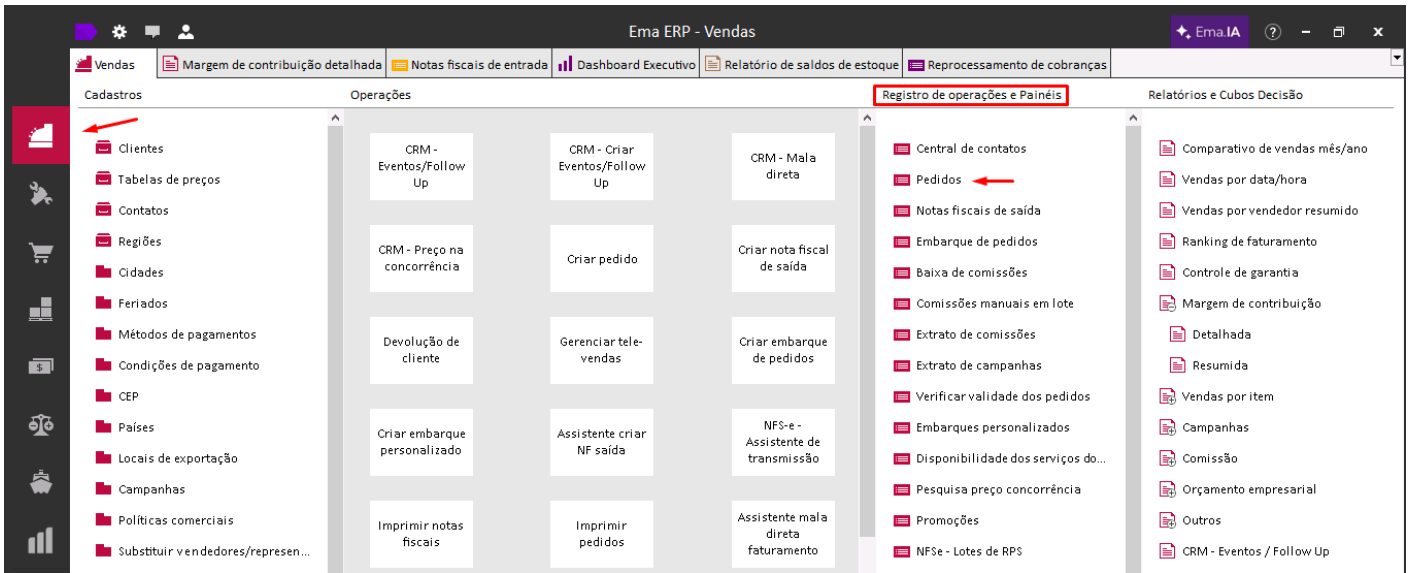 Ema ERP - Vendas
Ema.IA
?
Vendas
Margem de contribuição detalhada
Notas fiscais de entrada
Dashboard Executivo
Relatório de saldos de estoque
Reprocessamento de cobranças
Cadastros
Clientes
Tabelas de preços
Contatos
Regiões
Cidades
Feriados
Métodos de pagamentos
Condições de pagamento
CEP
Países
Locais de exportação
Campanhas
Políticas comerciais
Substituir vendedores/represen...
Operações
CRM -
Eventos/Follow
Up
CRM - Criar
Eventos/Follow
Up
CRM - Mala
direta
CRM - Preço na
concorrência
Criar pedido
Criar nota fiscal
de saída
Devolução de
cliente
Gerenciar tele-
vendas
Criar embarque
de pedidos
Criar embarque
personalizado
Assistente criar
NF saída
NFS-e -
Assistente de
transmissão
Imprimir notas
fiscais
Imprimir
pedidos
Assistente mala
direta
faturamento
Registro de operações e Painéis
Central de contatos
Pedidos
Notas fiscais de saída
Embarque de pedidos
Baixa de comissões
Comissões manuais em lote
Extrato de comissões
Extrato de campanhas
Verificar validade dos pedidos
Embarques personalizados
Disponibilidade dos serviços do...
Pesquisa preço concorrência
Promoções
NFSe - Lotes de RPS
Relatórios e Cubos Decisão
Comparativo de vendas mês/ano
Vendas por data/hora
Vendas por vendedor resumido
Ranking de faturamento
Controle de garantia
Margem de contribuição
Detalhada
Resumida
Vendas por item
Campanhas
Comissão
Orçamento empresarial
Outros
CRM - Eventos / Follow Up